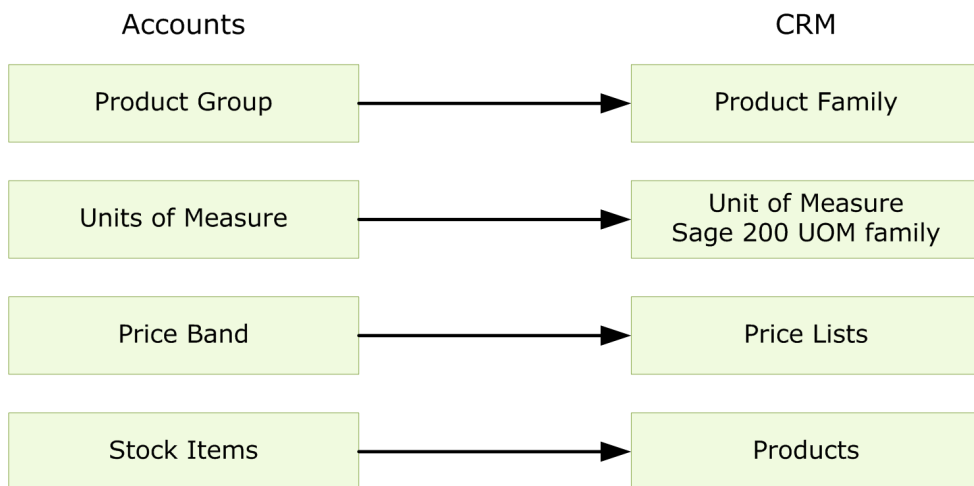 Accounts
CRM
Product Group
Product Family
Units of Measure
Unit of Measure
Sage 200 UOM family
Price Band
Price Lists
Stock Items
Products